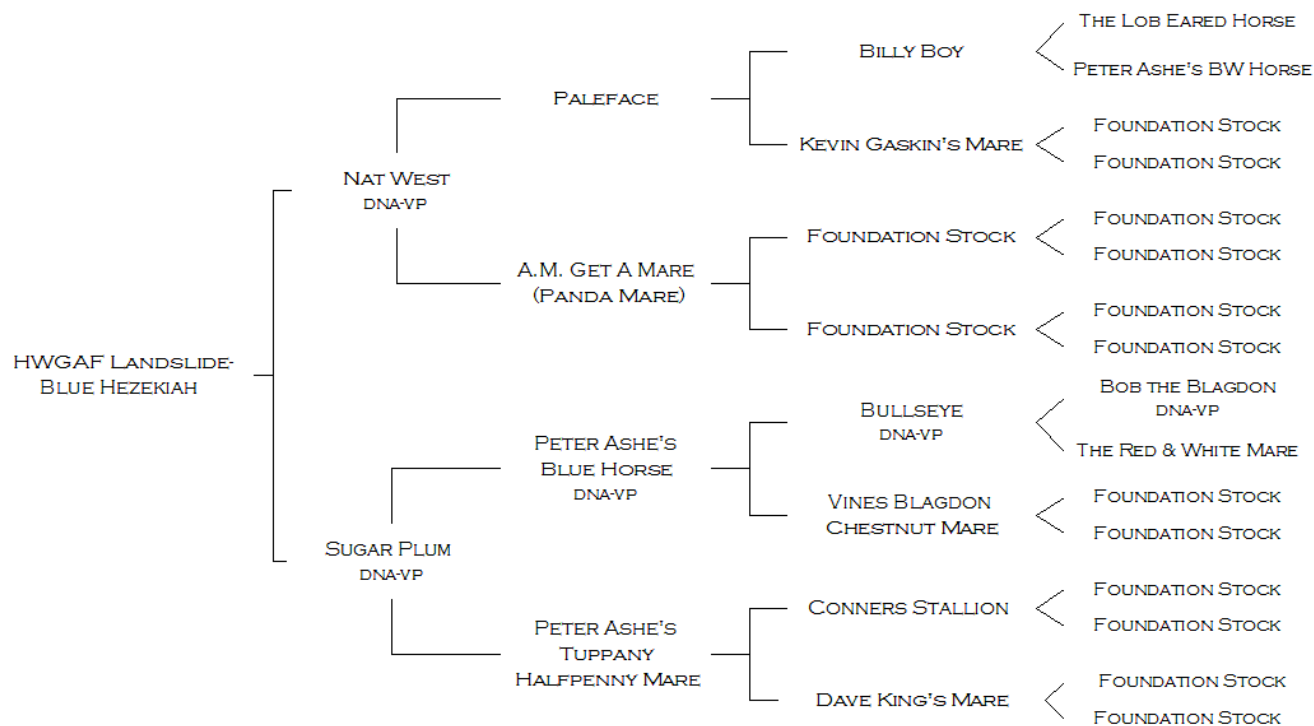 The Lob Eared Horse
Billy Boy
Peter Ashe's BW Horse
Paleface
Foundation Stock
Kevin Gaskin's Mare
Foundation Stock
Nat West
DNA-VP
Foundation Stock
Foundation Stock
Foundation Stock
A.M. Get A Mare
(Panda Mare)
Foundation Stock
Foundation Stock
Foundation Stock
HWGAF Landslide-
Blue Hezekiah
Bob the Blagdon
DNA-VP
Bullseye
DNA-VP
The Red & White Mare
Peter Ashe's
Blue Horse
DNA-VP
Foundation Stock
Vines Blagdon
Chestnut Mare
Foundation Stock
Sugar Plum
DNA-VP
Foundation Stock
Conners Stallion
Foundation Stock
Peter Ashe's
Tuppany
Halfpenny Mare
Foundation Stock
Dave King's Mare
Foundation Stock